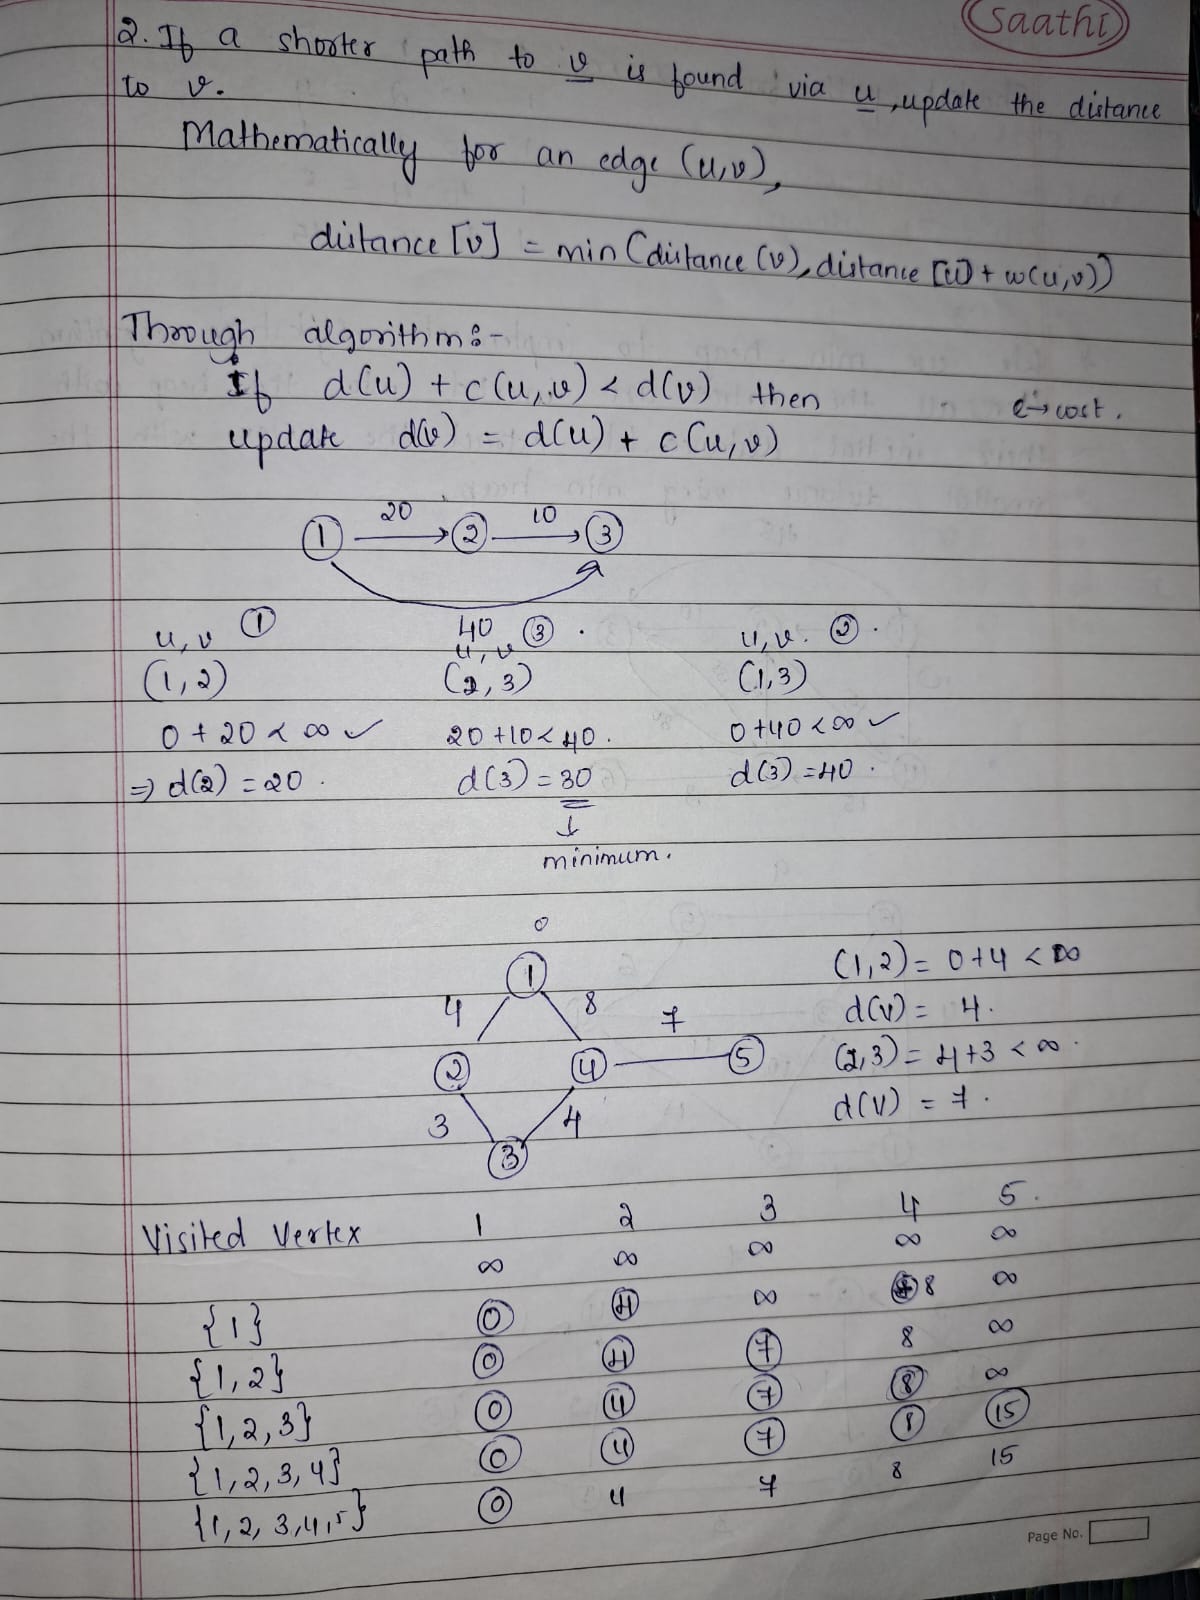 Saathi
2. If a shorter path to v is found via u, update the distance
to v.
Mathematically for an edge (u,v),
distance [v] = min (distance (v), distance [u] + w(u,v))
Through algorithm:-
If d(u) + c(u,v) < d(v) then
c→cost.
update d(v) = d(u) + c(u,v)
1 20 2 10 3
40
u,v ① u,v ③ . u,v. ② .
(1,2) (2,3) (1,3)
0+20<∞ ✓ 20+10<40. 0+40<∞ ✓
⇒ d(2) = 20. d(3) = 30 d(3) = 40.
↓
minimum.
0
1
4 8 7
2 4 5
3 4
3
(1,2) = 0+4 < ∞
d(v) = 4.
(2,3) = 4+3 < ∞.
d(v) = 7.
Visited Vertex 1 2 3 4 5.
∞ ∞ ∞ ∞ ∞
{1} 0 4 ∞ 8 ∞
{1,2} 0 4 7 8 ∞
{1,2,3} 0 4 7 8 ∞
{1,2,3,4} 0 4 7 8 15
{1,2,3,4,5} 0 4 7 8 15
Page No.